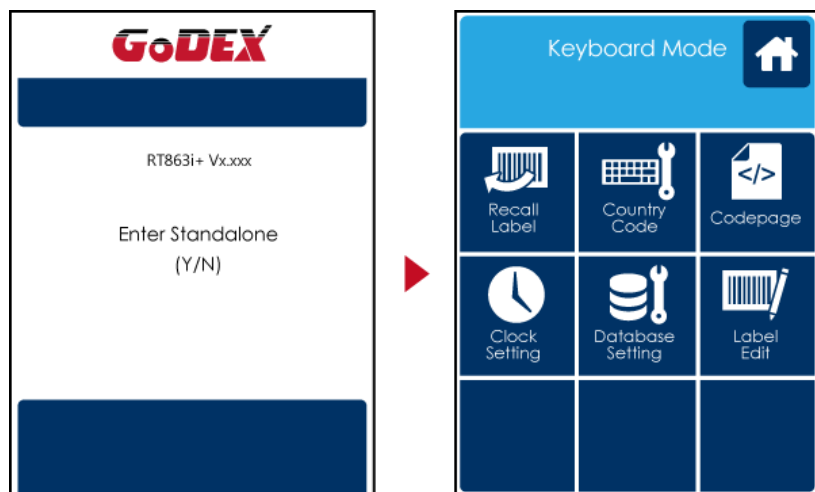 GoDEX
RT863i+ Vx.xxx
Enter Standalone
(Y/N)
Keyboard Mode
Recall
Label
Country
Code
</>
Codepage
Clock
Setting
Database
Setting
Label
Edit